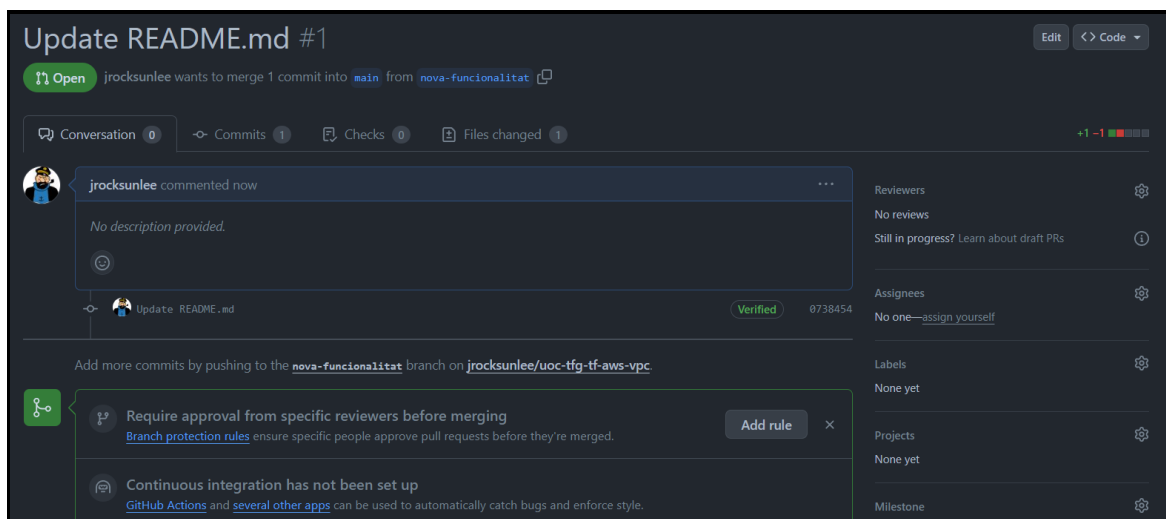 Update README.md #1
Edit
<> Code
Open
jrocksunlee wants to merge 1 commit into main from nova-funcionalitat
Conversation 0
Commits 1
Checks 0
Files changed 1
+1 −1
jrocksunlee commented now
No description provided.
Update README.md
Verified
0738454
Add more commits by pushing to the nova-funcionalitat branch on jrocksunlee/uoc-tfg-tf-aws-vpc.
Require approval from specific reviewers before merging
Branch protection rules ensure specific people approve pull requests before they're merged.
Add rule
Continuous integration has not been set up
GitHub Actions and several other apps can be used to automatically catch bugs and enforce style.
Reviewers
No reviews
Still in progress? Learn about draft PRs
Assignees
No one—assign yourself
Labels
None yet
Projects
None yet
Milestone